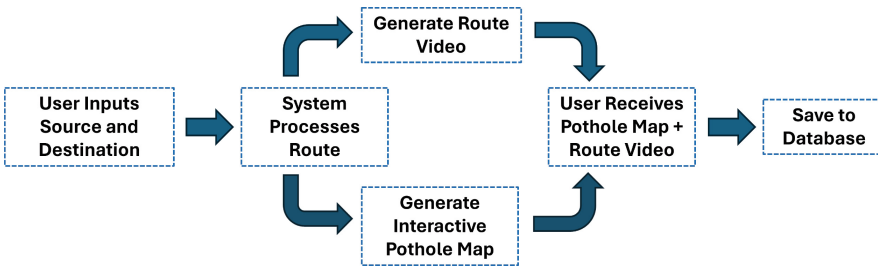 User Inputs
Source and
Destination
System
Processes
Route
Generate Route
Video
Generate
Interactive
Pothole Map
User Receives
Pothole Map +
Route Video
Save to
Database